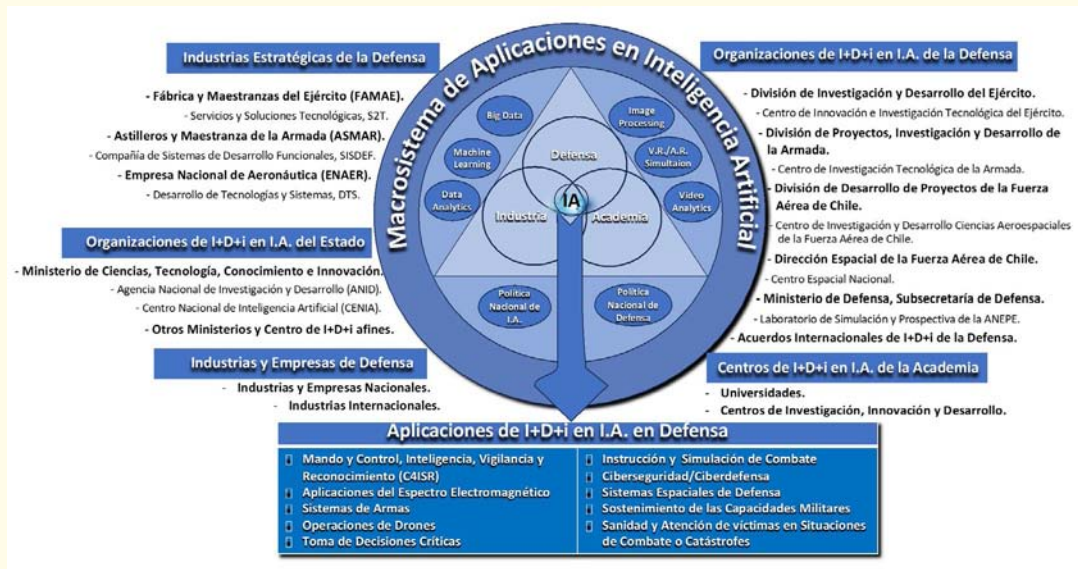 Macrosistema de Aplicaciones en Inteligencia Artificial
Industrias Estratégicas de la Defensa
- Fábrica y Maestranzas del Ejército (FAMAE).
- Servicios y Soluciones Tecnológicas, S2T.
- Astilleros y Maestranza de la Armada (ASMAR).
- Compañía de Sistemas de Desarrollo Funcionales, SISDEF.
- Empresa Nacional de Aeronáutica (ENAER).
- Desarrollo de Tecnologías y Sistemas, DTS.
Organizaciones de I+D+i en I.A. del Estado
- Ministerio de Ciencias, Tecnología, Conocimiento e Innovación.
- Agencia Nacional de Investigación y Desarrollo (ANID).
- Centro Nacional de Inteligencia Artificial (CENIA).
- Otros Ministerios y Centro de I+D+i afines.
Industrias y Empresas de Defensa
- Industrias y Empresas Nacionales.
- Industrias Internacionales.
Big Data
Machine
Learning
Data
Analytics
Image
Processing
V.R./A.R.
Simultaion
Video
Analytics
Defensa
Industria
IA
Academia
Política
Nacional de
I.A.
Política
Nacional de
Defensa
Organizaciones de I+D+i en I.A. de la Defensa
- División de Investigación y Desarrollo del Ejército.
- Centro de Innovación e Investigación Tecnológica del Ejército.
- División de Proyectos, Investigación y Desarrollo de
la Armada.
- Centro de Investigación Tecnológica de la Armada.
- División de Desarrollo de Proyectos de la Fuerza
Aérea de Chile.
- Centro de Investigación y Desarrollo Ciencias Aeroespaciales
de la Fuerza Aérea de Chile.
- Dirección Espacial de la Fuerza Aérea de Chile.
- Centro Espacial Nacional.
- Ministerio de Defensa, Subsecretaría de Defensa.
- Laboratorio de Simulación y Prospectiva de la ANEPE.
- Acuerdos Internacionales de I+D+i de la Defensa.
Centros de I+D+i en I.A. de la Academia
- Universidades.
- Centros de Investigación, Innovación y Desarrollo.
Aplicaciones de I+D+i en I.A. en Defensa
Mando y Control, Inteligencia, Vigilancia y
Reconocimiento (C4ISR)
Aplicaciones del Espectro Electromagnético
Sistemas de Armas
Operaciones de Drones
Toma de Decisiones Críticas
Instrucción y Simulación de Combate
Ciberseguridad/Ciberdefensa
Sistemas Espaciales de Defensa
Sostenimiento de las Capacidades Militares
Sanidad y Atención de víctimas en Situaciones
de Combate o Catástrofes